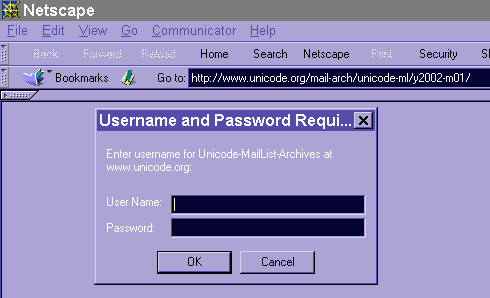 Netscape
File Edit View Go Communicator Help
Back Forward Reload Home Search Netscape Print Security
Bookmarks Go to: http://www.unicode.org/mail-arch/unicode-ml/y2002-m01/
Username and Password Requi...
Enter username for Unicode-MailList-Archives at
www.unicode.org:
User Name:
Password:
OK Cancel